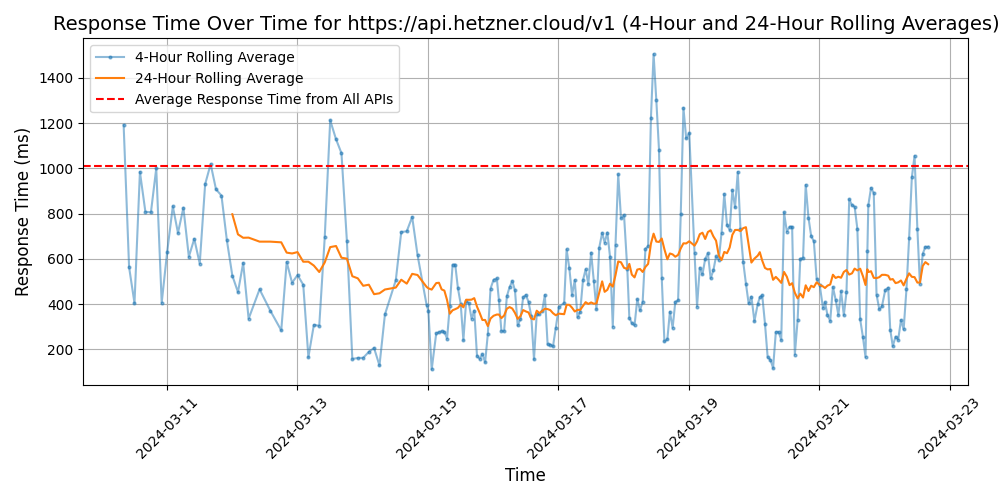 Response Time Over Time for https://api.hetzner.cloud/v1 (4-Hour and 24-Hour Rolling Averages)
4-Hour Rolling Average
24-Hour Rolling Average
Average Response Time from All APIs
Response Time (ms)
1400
1200
1000
800
600
400
200
2024-03-11
2024-03-13
2024-03-15
2024-03-17
2024-03-19
2024-03-21
2024-03-23
Time